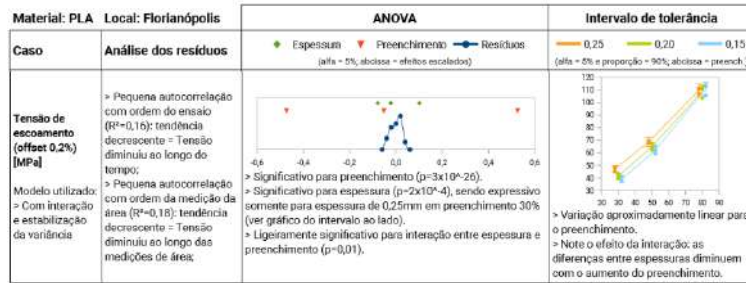 Material: PLA Local: Florianópolis
ANOVA
Intervalo de tolerância
Caso
Análise dos resíduos
Espessura Preenchimento Resíduos
(alfa = 5%; abcissa = efeitos escalados)
0,25 0,20 0,15
(alfa = 5% e proporção = 90%; abcissa = preench.)
Tensão de
escoamento
(offset 0,2%)
[MPa]
Modelo utilizado:
> Com interação
e estabilização
da variância
> Pequena autocorrelação
com ordem do ensaio
(R²=0,16): tendência
decrescente = Tensão
diminuiu ao longo do
tempo;
> Pequena autocorrelação
com ordem da medição da
área (R²=0,18): tendência
decrescente = Tensão
diminuiu ao longo das
medições de área;
-0,6 -0,4 -0,2 0,0 0,2 0,4 0,6
> Significativo para preenchimento (p=3x10^-26).
> Significativo para espessura (p=2x10^-4), sendo expressivo
somente para espessura de 0,25mm em preenchimento 30%
(ver gráfico do intervalo ao lado).
> Ligeiramente significativo para interação entre espessura e
preenchimento (p=0,01).
120
110
100
90
80
70
60
50
40
30
20 30 40 50 60 70 80 90
> Variação aproximadamente linear para
o preenchimento.
> Note o efeito da interação: as
diferenças entre espessuras diminuem
com o aumento do preenchimento.